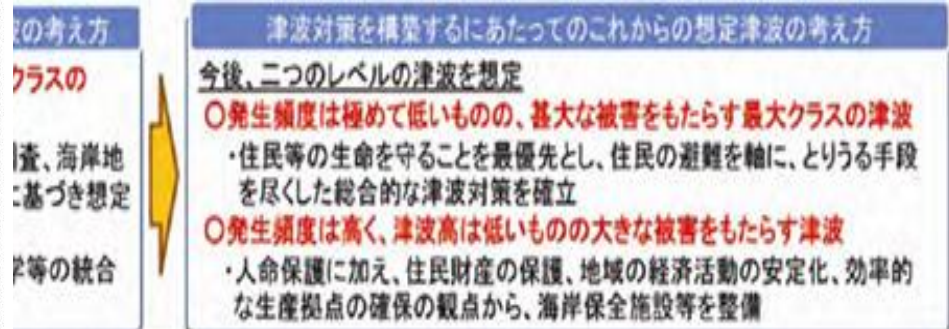 波の考え方
クラスの
査、海岸地
に基づき想定
学等の統合
津波対策を構築するにあたってのこれからの想定津波の考え方
今後、二つのレベルの津波を想定
○発生頻度は極めて低いものの、甚大な被害をもたらす最大クラスの津波
・住民等の生命を守ることを最優先とし、住民の避難を軸に、とりうる手段
を尽くした総合的な津波対策を確立
○発生頻度は高く、津波高は低いものの大きな被害をもたらす津波
・人命保護に加え、住民財産の保護、地域の経済活動の安定化、効率的
な生産拠点の確保の観点から、海岸保全施設等を整備